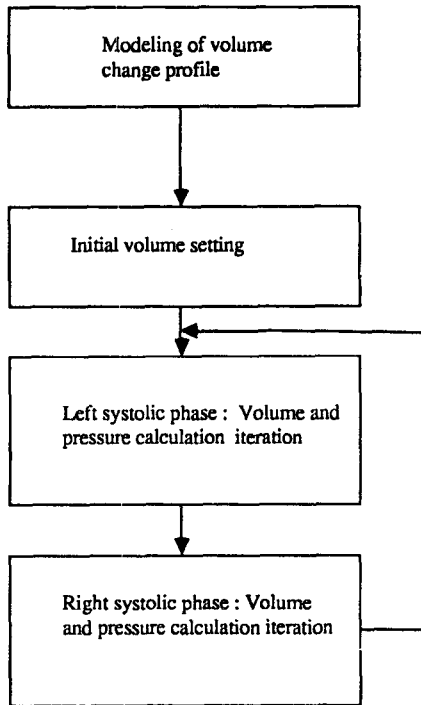 Modeling of volume
change profile
Initial volume setting
Left systolic phase : Volume and
pressure calculation iteration
Right systolic phase : Volume
and pressure calculation iteration